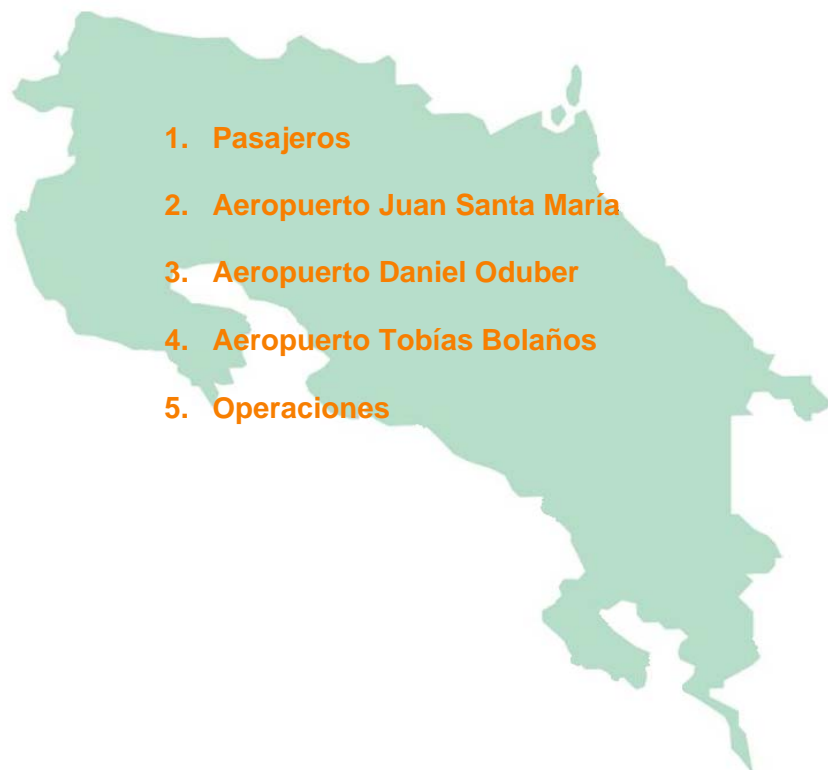 1. Pasajeros
2. Aeropuerto Juan Santa María
3. Aeropuerto Daniel Oduber
4. Aeropuerto Tobías Bolaños
5. Operaciones